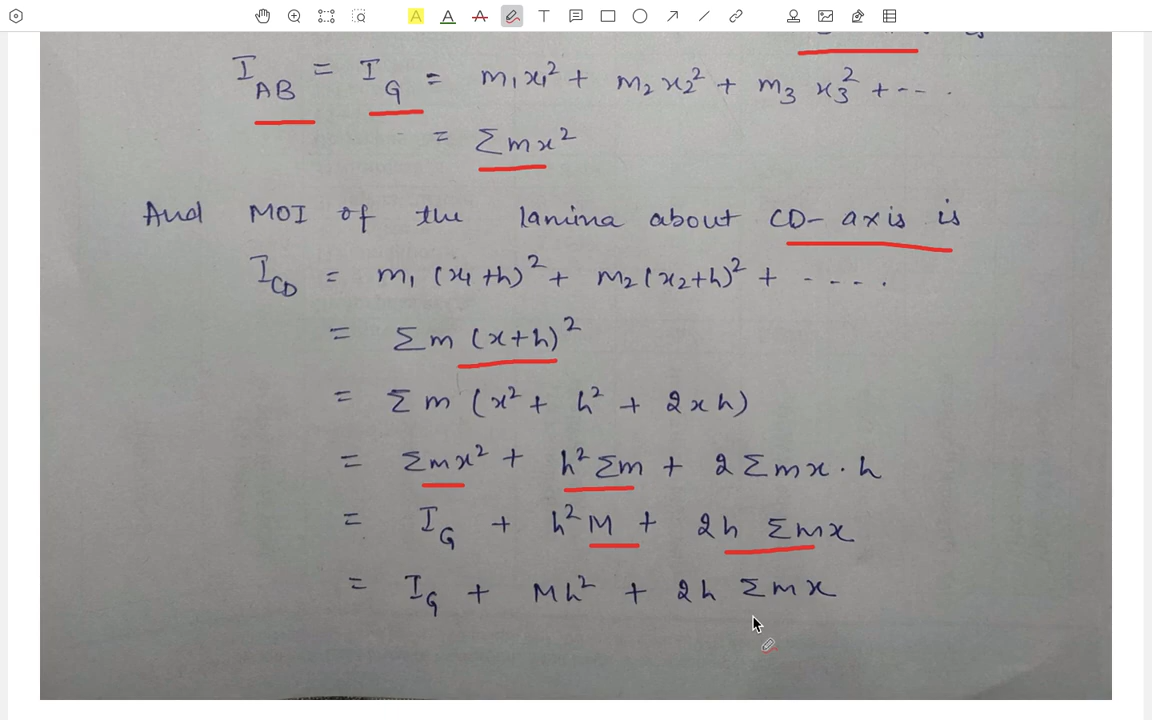 I_AB = I_G = m₁x₁² + m₂x₂² + m₃x₃² + --- .
= Σmx²
And MOI of the lamina about CD-axis is
I_CD = m₁(x₁+h)² + m₂(x₂+h)² + - - - - .
= Σm(x+h)²
= Σm(x² + h² + 2xh)
= Σmx² + h²Σm + 2Σmx·h
= I_G + h²M + 2h Σmx
= I_G + Mh² + 2h Σmx